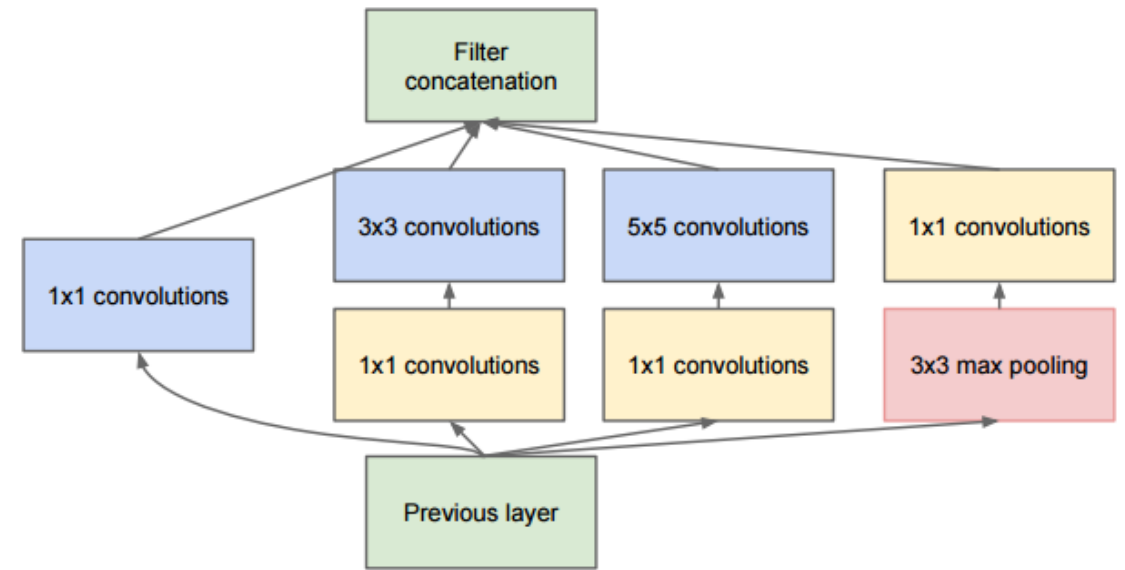 Filter
concatenation
3x3 convolutions
5x5 convolutions
1x1 convolutions
1x1 convolutions
1x1 convolutions
1x1 convolutions
3x3 max pooling
Previous layer